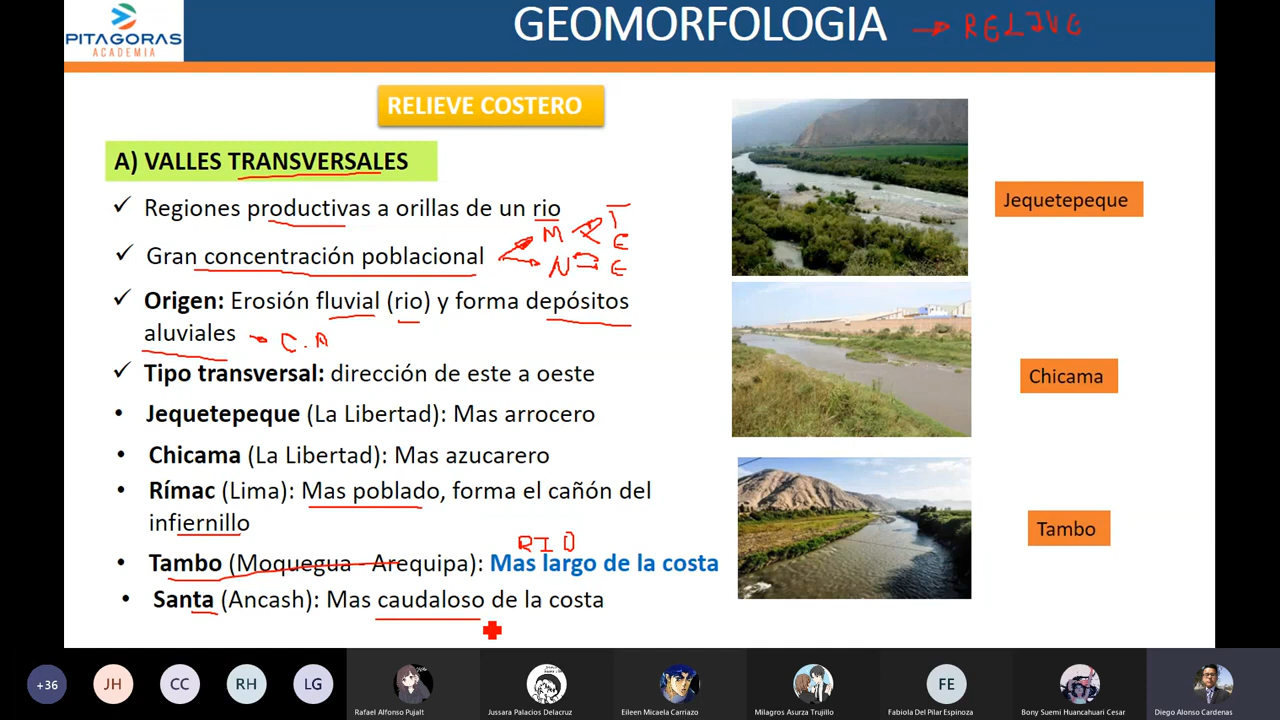 PITAGORAS
ACADEMIA
GEOMORFOLOGIA
RELIVE
RELIEVE COSTERO
A) VALLES TRANSVERSALES
✓ Regiones productivas a orillas de un rio
✓ Gran concentración poblacional
M T
E
N E
✓ Origen: Erosión fluvial (rio) y forma depósitos
aluviales
C.A
✓ Tipo transversal: dirección de este a oeste
• Jequetepeque (La Libertad): Mas arrocero
• Chicama (La Libertad): Mas azucarero
• Rímac (Lima): Mas poblado, forma el cañón del
infiernillo
RIO
• Tambo (Moquegua - Arequipa): Mas largo de la costa
• Santa (Ancash): Mas caudaloso de la costa
Jequetepeque
Chicama
Tambo
+36
JH
CC
RH
LG
Rafael Alfonso Pujalt
Jussara Palacios Delacruz
Eileen Micaela Carriazo
Milagros Asurza Trujillo
FE
Fabiola Del Pilar Espinoza
Bony Suemi Huancahuari Cesar
Diego Alonso Cardenas